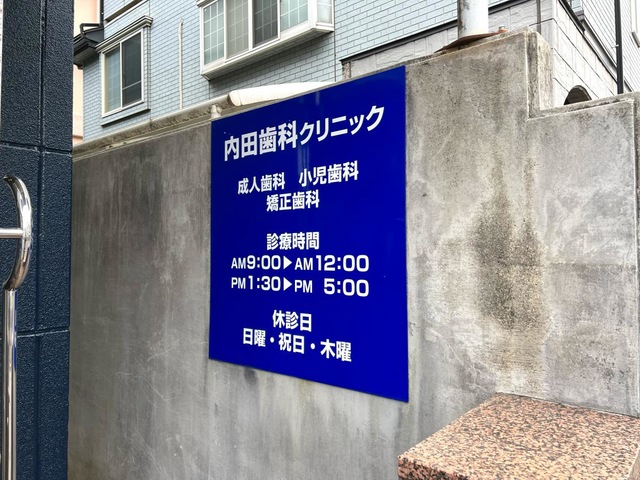 内田歯科クリニック
成人歯科　小児歯科
矯正歯科
診療時間
AM9:00▶AM12:00
PM1:30▶PM 5:00
休診日
日曜・祝日・木曜